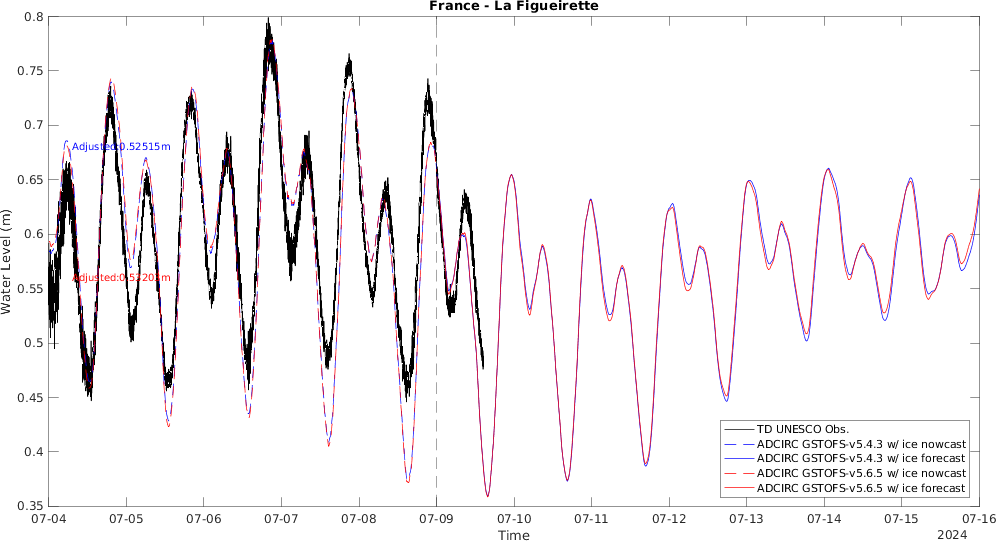 France - La Figueirette
0.8
0.75
0.7
0.65
0.6
0.55
0.5
0.45
0.4
0.35
Water Level (m)
Adjusted:0.52515m
Adjusted:0.52203m
TD UNESCO Obs.
ADCIRC GSTOFS-v5.4.3 w/ ice nowcast
ADCIRC GSTOFS-v5.4.3 w/ ice forecast
ADCIRC GSTOFS-v5.6.5 w/ ice nowcast
ADCIRC GSTOFS-v5.6.5 w/ ice forecast
07-04 07-05 07-06 07-07 07-08 07-09 07-10 07-11 07-12 07-13 07-14 07-15 07-16
Time
2024